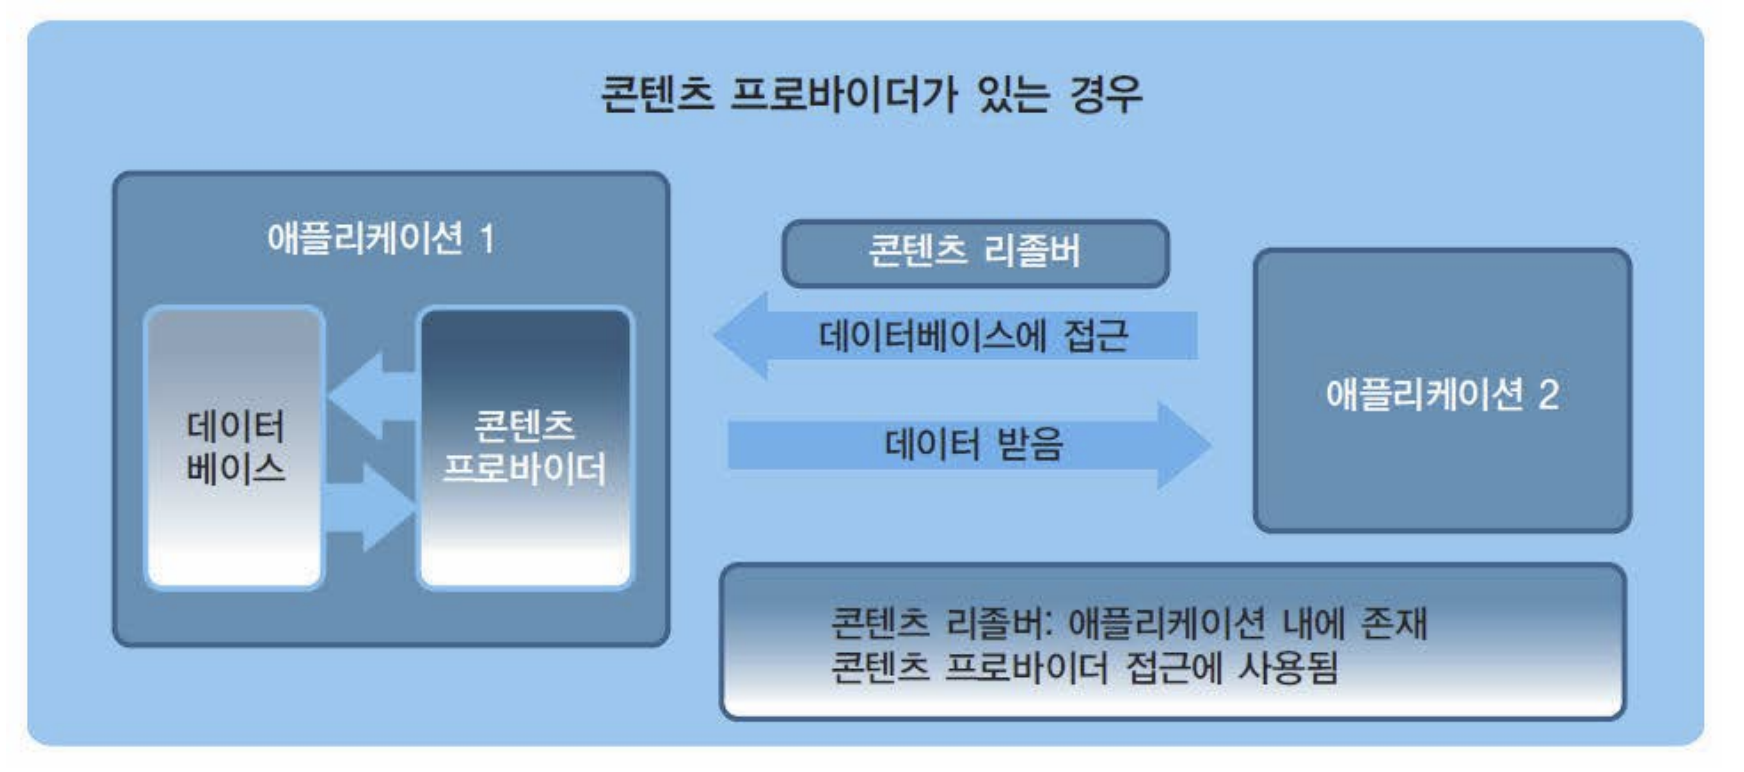 콘텐츠 프로바이더가 있는 경우
애플리케이션 1
데이터
베이스
콘텐츠
프로바이더
콘텐츠 리졸버
데이터베이스에 접근
데이터 받음
애플리케이션 2
콘텐츠 리졸버: 애플리케이션 내에 존재
콘텐츠 프로바이더 접근에 사용됨